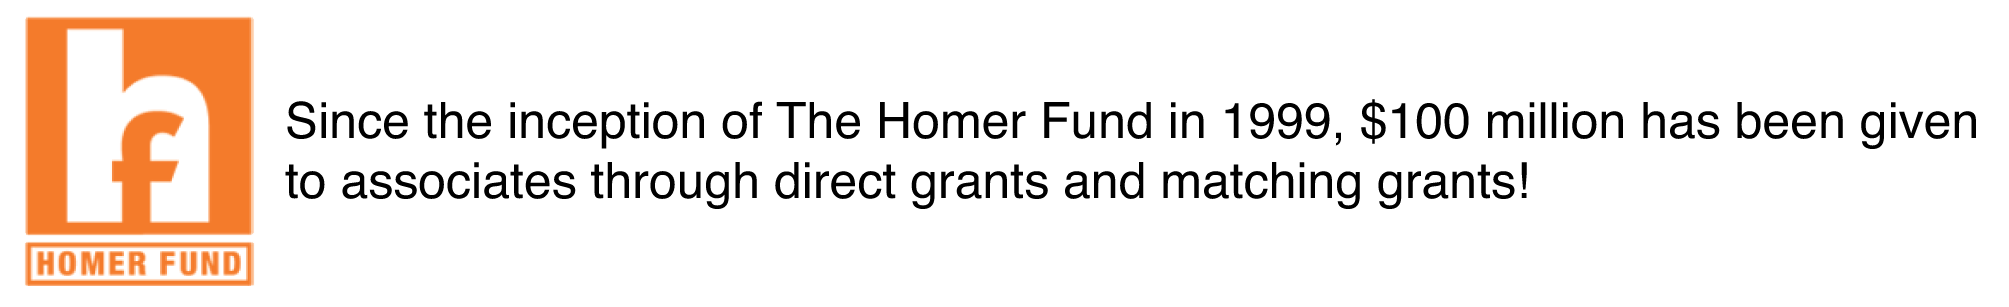 hf
HOMER FUND
Since the inception of The Homer Fund in 1999, $100 million has been given
to associates through direct grants and matching grants!